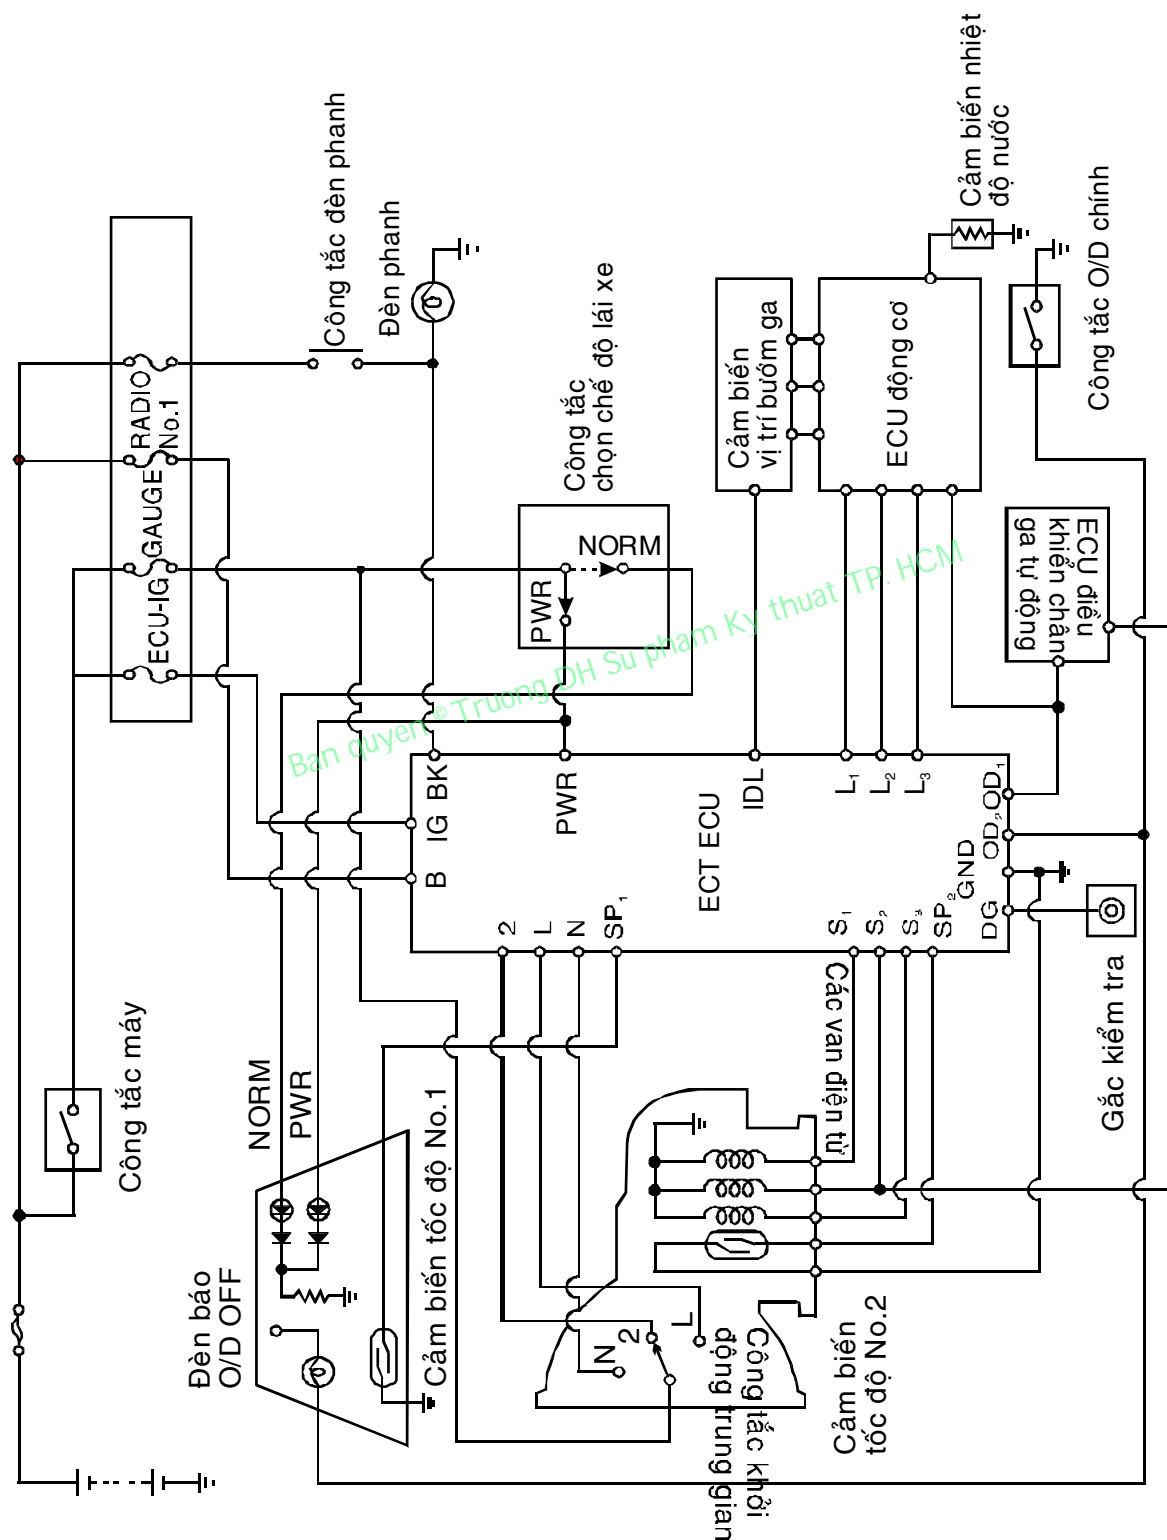 Cảm biến nhiệt
độ nước
Công tắc O/D chính
Công tắc đèn phanh
Đèn phanh
RADIO
No.1
GAUGE
ECU-IG
Công tắc
chọn chế độ lái xe
NORM
PWR
Cảm biến
vị trí bướm ga
ECU động cơ
ECU điều
khiển chân
ga tự động
Ban quyen © Truong DH Su pham Ky thuat TP. HCM
BK
IG
B
PWR
ECT ECU
IDL
L1
L2
L3
OD1
OD2
GND
DG
2
L
N
SP1
S1
S2
S3
SP2
Các van điện từ
Gắc kiểm tra
Công tắc máy
NORM
PWR
Cảm biến tốc độ No.1
Đèn báo
O/D OFF
N
2
L
Công tắc khởi
động trung gian
Cảm biến
tốc độ No.2